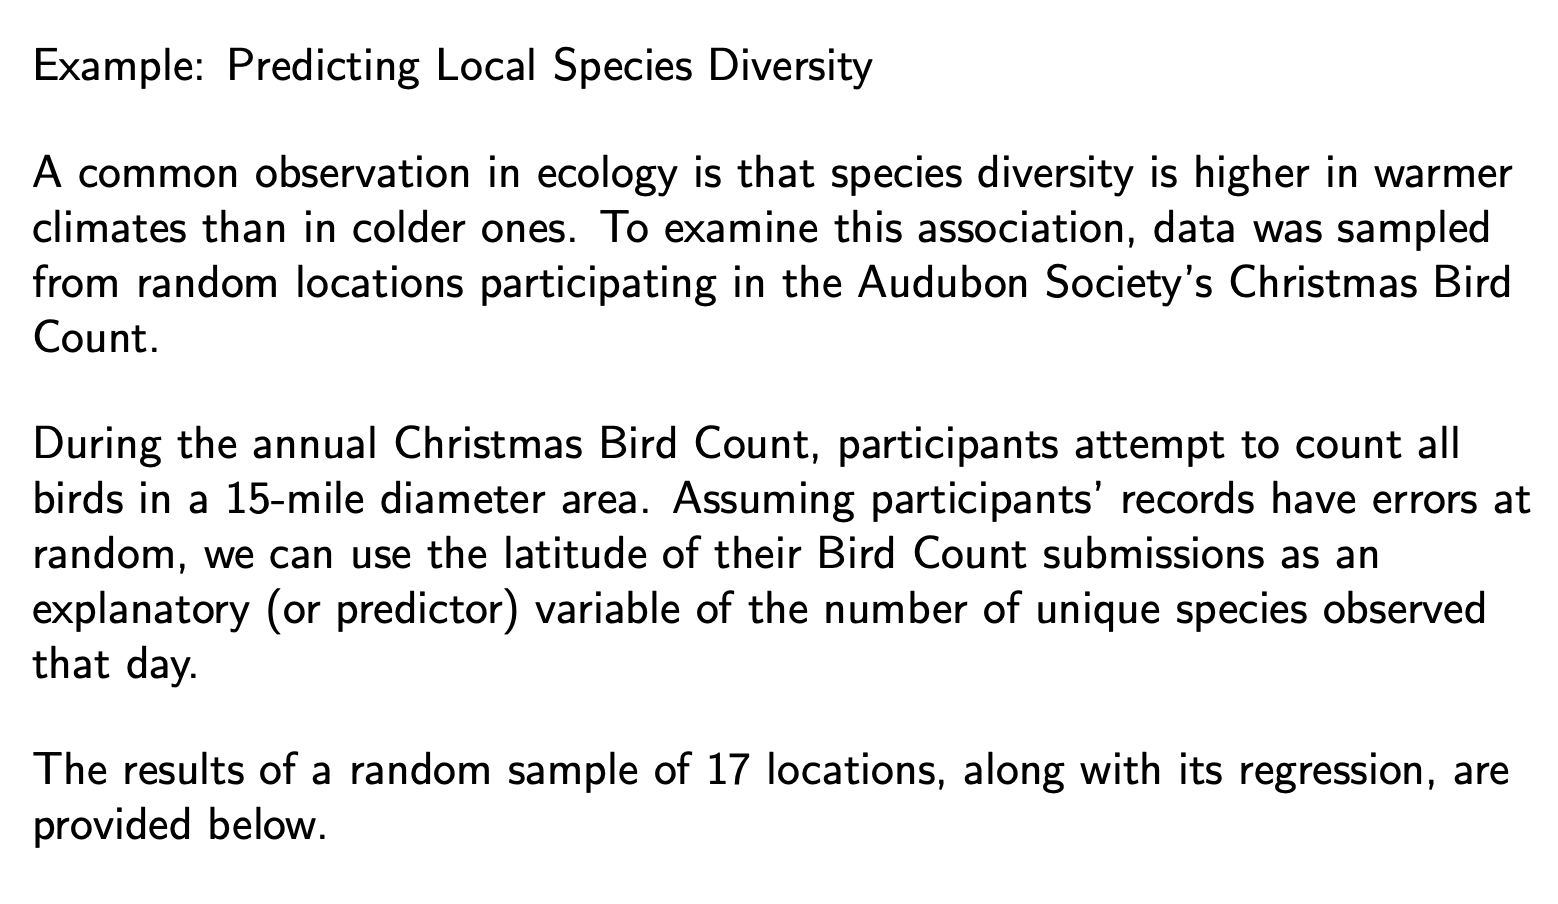 Example: Predicting Local Species Diversity
A common observation in ecology is that species diversity is higher in warmer
climates than in colder ones. To examine this association, data was sampled
from random locations participating in the Audubon Society's Christmas Bird
Count.
During the annual Christmas Bird Count, participants attempt to count all
birds in a 15-mile diameter area. Assuming participants' records have errors at
random, we can use the latitude of their Bird Count submissions as an
explanatory (or predictor) variable of the number of unique species observed
that day.
The results of a random sample of 17 locations, along with its regression, are
provided below.